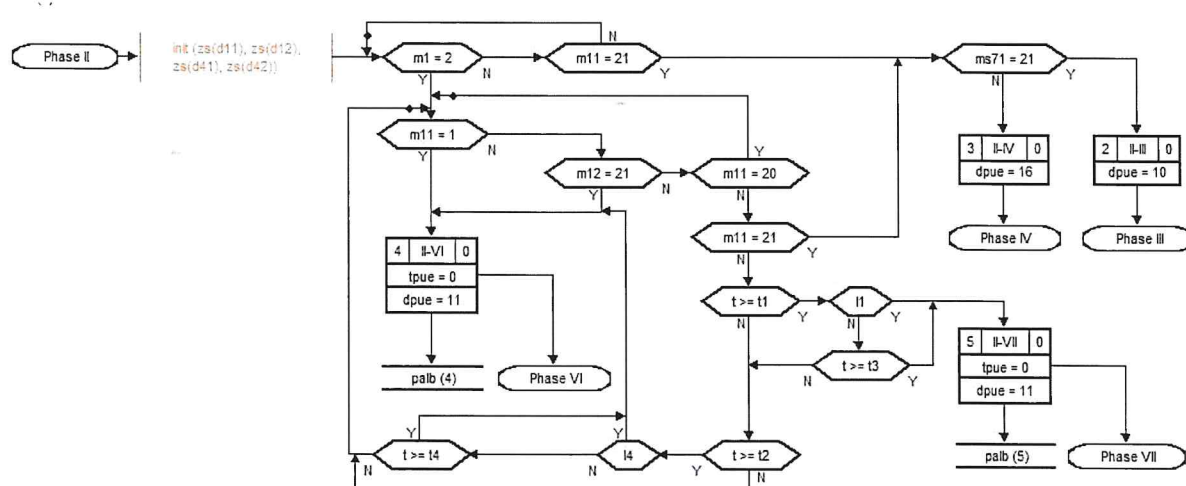 Phase II
init (zs(d11), zs(d12),
zs(d41), zs(d42))
m1 = 2
Y
N
m11 = 21
N
Y
ms71 = 21
N
Y
m11 = 1
Y
N
m12 = 21
Y
N
m11 = 20
Y
N
3 II-IV 0
dpue = 16
Phase IV
2 II-III 0
dpue = 10
Phase III
m11 = 21
N
Y
4 II-VI 0
tpue = 0
dpue = 11
palb (4)
Phase VI
t >= t1
N
Y
l1
N
Y
t >= t3
N
Y
5 II-VII 0
tpue = 0
dpue = 11
palb (5)
Phase VII
t >= t4
Y
N
l4
Y
N
t >= t2
Y
N